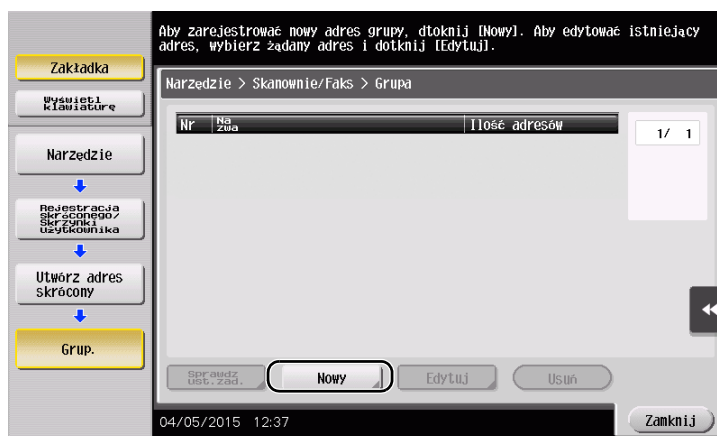 Aby zarejestrować nowy adres grupy, dtoknij [Nowy]. Aby edytować istniejący
adres, wybierz żądany adres i dotknij [Edytuj].
Zakładka
Wyświetl
klawiaturę
Narzędzie > Skanownie/Faks > Grupa
Nr
Na
zwa
Ilość adresów
1/ 1
Narzędzie
Rejestracja
skróconego/
Skrzynki
użytkownika
Utwórz adres
skrócony
Grup.
Sprawdz
ust.zad.
Nowy
Edytuj
Usuń
04/05/2015 12:37
Zamknij